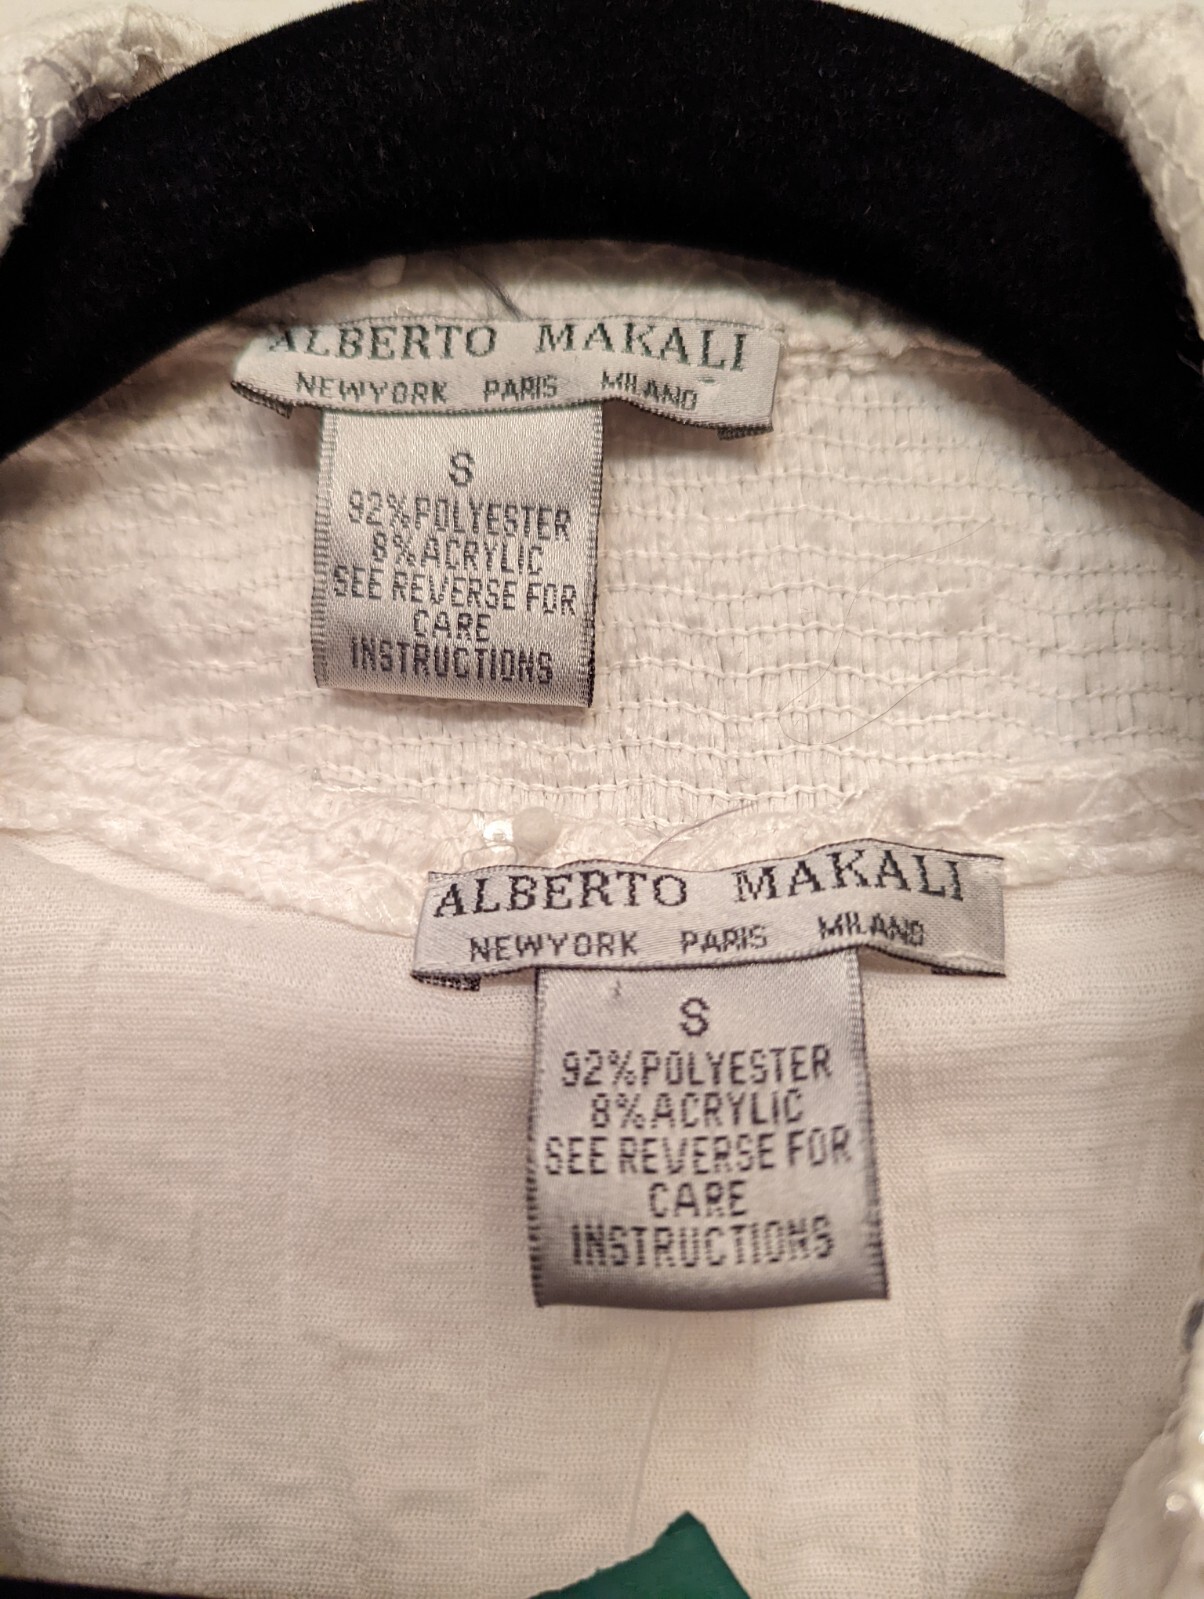 ALBERTO MAKALI
NEWYORK PARIS MILANO
S
92%POLYESTER
8%ACRYLIC
SEE REVERSE FOR
CARE
INSTRUCTIONS
ALBERTO MAKALI
NEWYORK PARIS MILANO
S
92%POLYESTER
8%ACRYLIC
SEE REVERSE FOR
CARE
INSTRUCTIONS